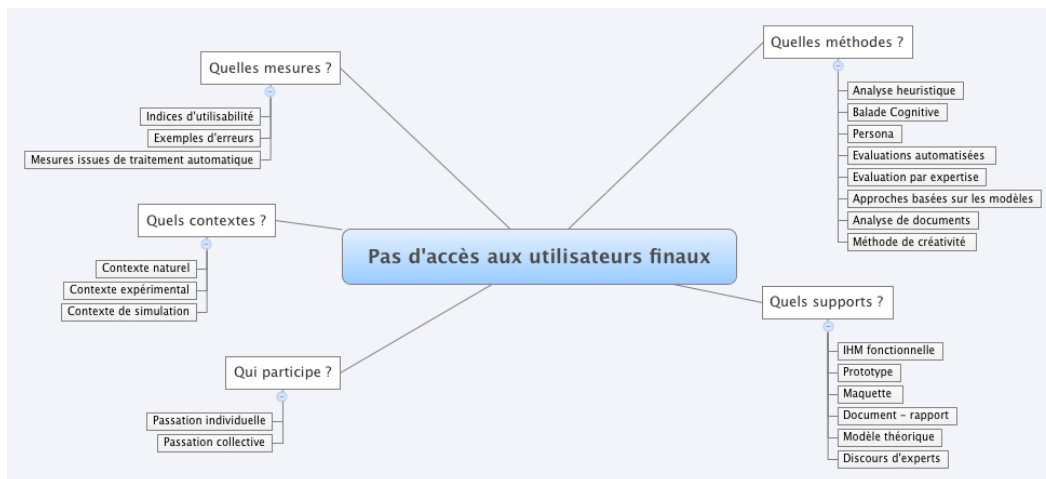 Pas d'accès aux utilisateurs finaux
Quelles mesures ?
Indices d'utilisabilité
Exemples d'erreurs
Mesures issues de traitement automatique
Quels contextes ?
Contexte naturel
Contexte expérimental
Contexte de simulation
Qui participe ?
Passation individuelle
Passation collective
Quelles méthodes ?
Analyse heuristique
Balade Cognitive
Persona
Evaluations automatisées
Evaluation par expertise
Approches basées sur les modèles
Analyse de documents
Méthode de créativité
Quels supports ?
IHM fonctionnelle
Prototype
Maquette
Document - rapport
Modèle théorique
Discours d'experts